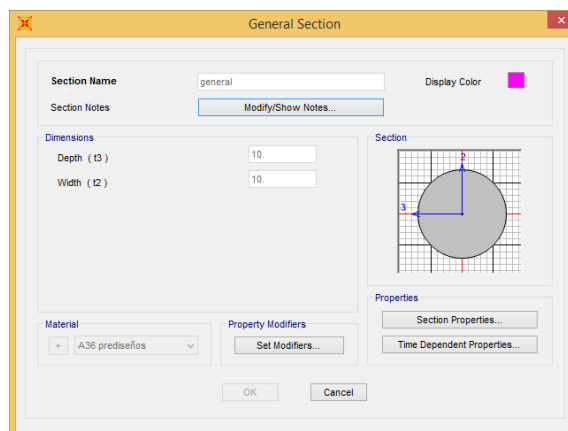 General Section
x
Section Name
general
Display Color
Section Notes
Modify/Show Notes...
Dimensions
Depth ( t3 )
10.
Width ( t2 )
10.
Section
2
3
Properties
Section Properties...
Time Dependent Properties...
Material
+
A36 prediseños
Property Modifiers
Set Modifiers...
OK
Cancel